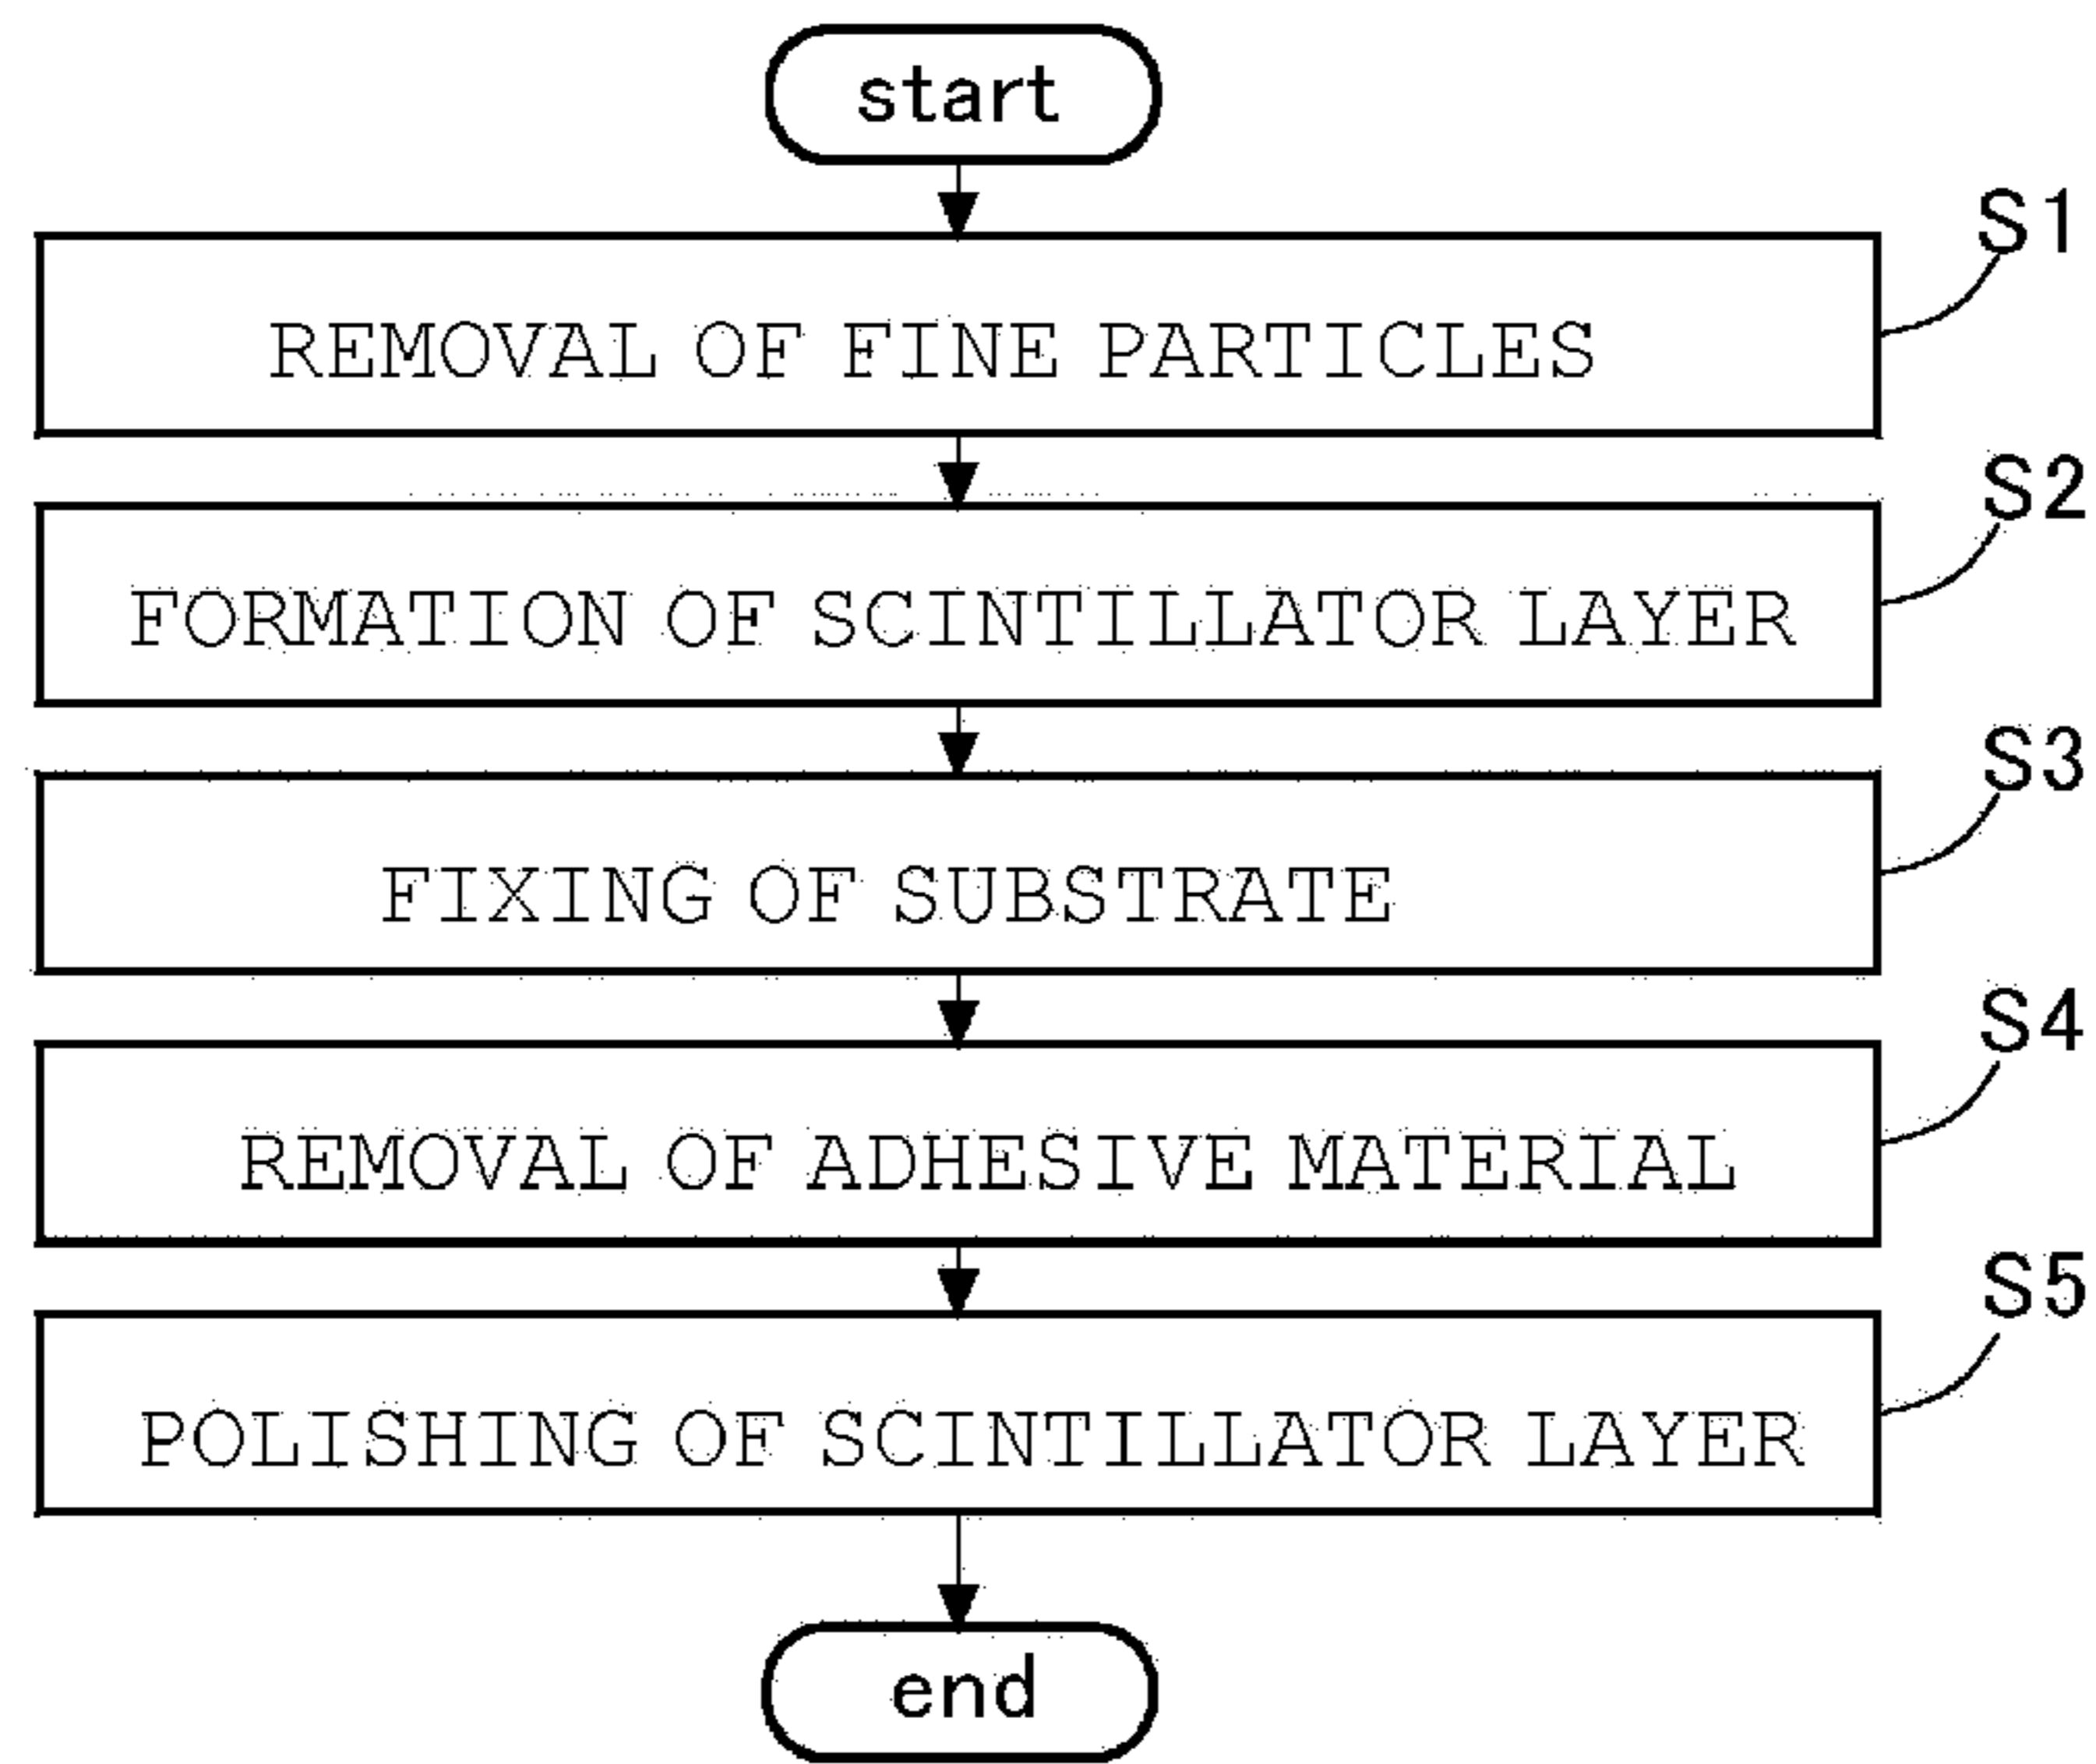 start
S1
REMOVAL OF FINE PARTICLES
S2
FORMATION OF SCINTILLATOR LAYER
S3
FIXING OF SUBSTRATE
S4
REMOVAL OF ADHESIVE MATERIAL
S5
POLISHING OF SCINTILLATOR LAYER
end